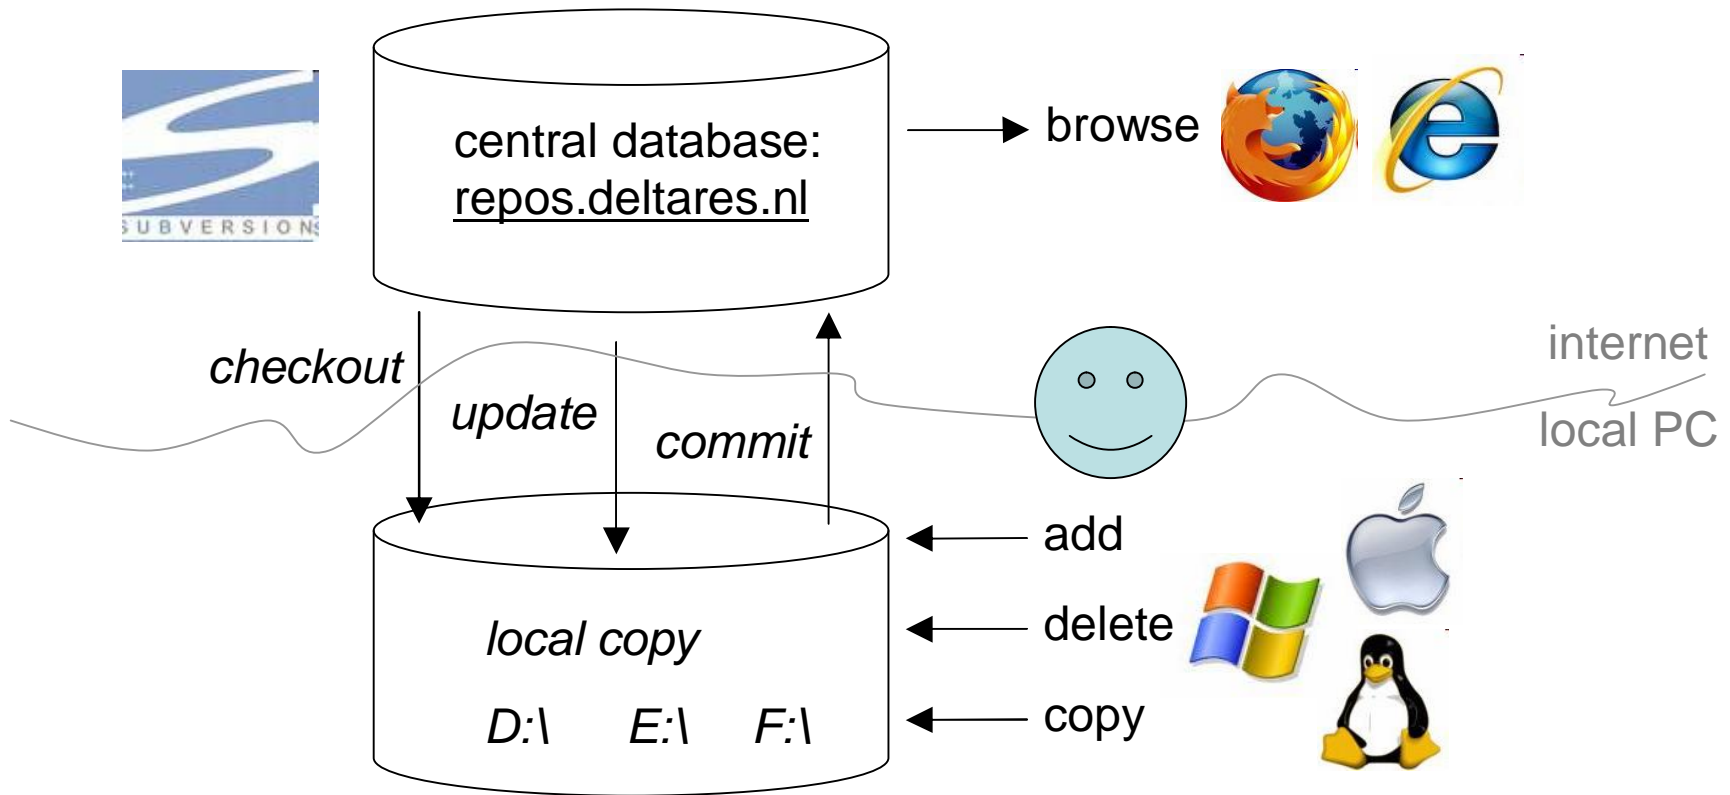 central database:
repos.deltares.nl
browse
SUBVERSION
checkout
update
commit
internet
local PC
add
delete
copy
local copy
D:\ E:\ F:\